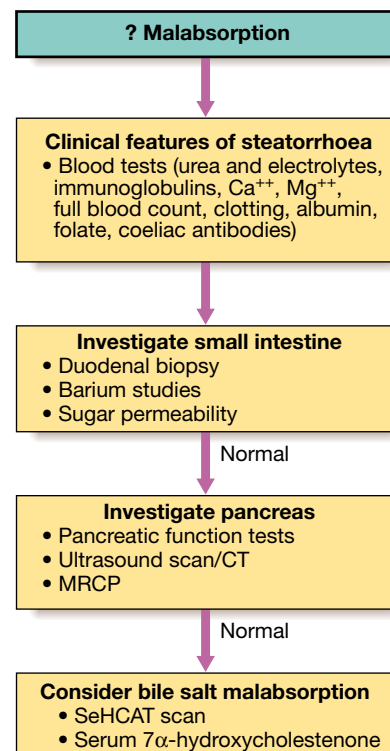 ? Malabsorption
Clinical features of steatorrhoea
• Blood tests (urea and electrolytes,
immunoglobulins, Ca⁺⁺, Mg⁺⁺,
full blood count, clotting, albumin,
folate, coeliac antibodies)
Investigate small intestine
• Duodenal biopsy
• Barium studies
• Sugar permeability
Normal
Investigate pancreas
• Pancreatic function tests
• Ultrasound scan/CT
• MRCP
Normal
Consider bile salt malabsorption
• SeHCAT scan
• Serum 7α-hydroxycholestenone